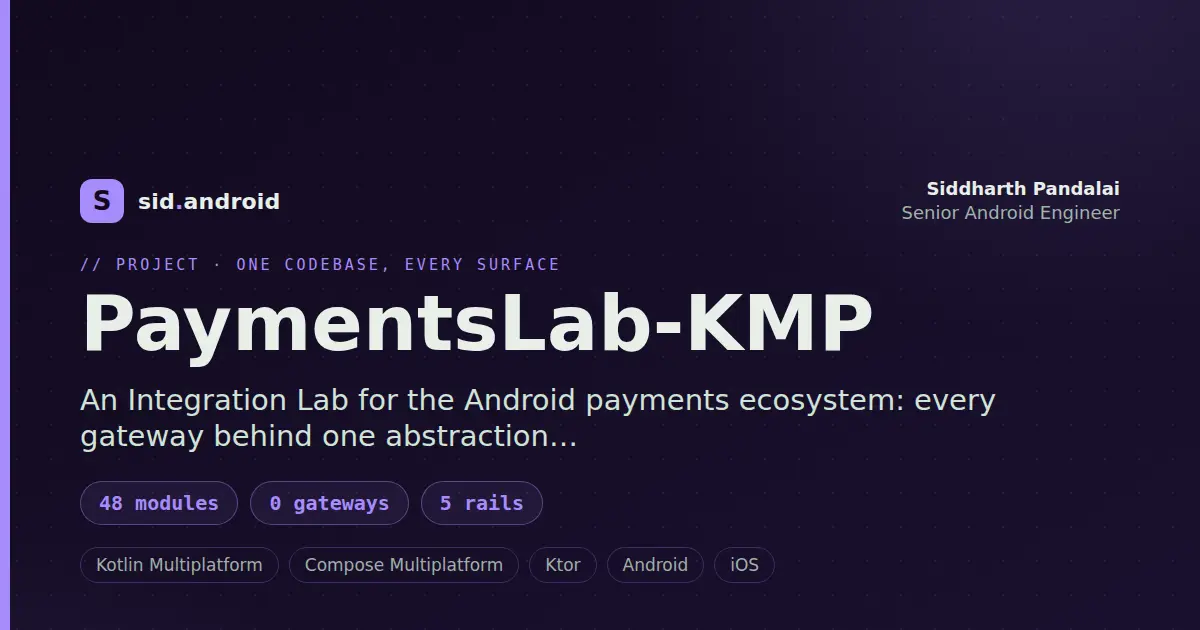 S
sid.android
Siddharth Pandalai
Senior Android Engineer
// PROJECT · ONE CODEBASE, EVERY SURFACE
PaymentsLab-KMP
An Integration Lab for the Android payments ecosystem: every
gateway behind one abstraction…
48 modules
0 gateways
5 rails
Kotlin Multiplatform
Compose Multiplatform
Ktor
Android
iOS